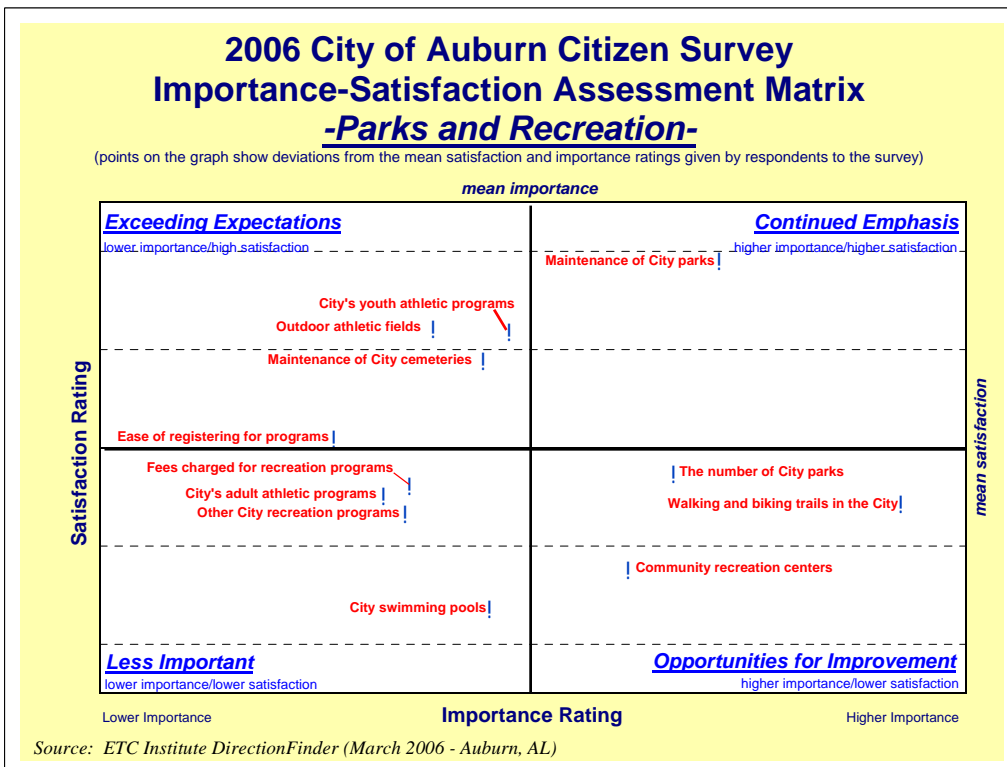 2006 City of Auburn Citizen Survey
Importance-Satisfaction Assessment Matrix
-Parks and Recreation-
(points on the graph show deviations from the mean satisfaction and importance ratings given by respondents to the survey)
mean importance
Exceeding Expectations
lower importance/high satisfaction
Continued Emphasis
higher importance/higher satisfaction
Maintenance of City parks
City's youth athletic programs
Outdoor athletic fields
Maintenance of City cemeteries
Ease of registering for programs
Satisfaction Rating
mean satisfaction
Fees charged for recreation programs
City's adult athletic programs
Other City recreation programs
The number of City parks
Walking and biking trails in the City
Community recreation centers
City swimming pools
Less Important
lower importance/lower satisfaction
Opportunities for Improvement
higher importance/lower satisfaction
Lower Importance
Importance Rating
Higher Importance
Source: ETC Institute DirectionFinder (March 2006 - Auburn, AL)